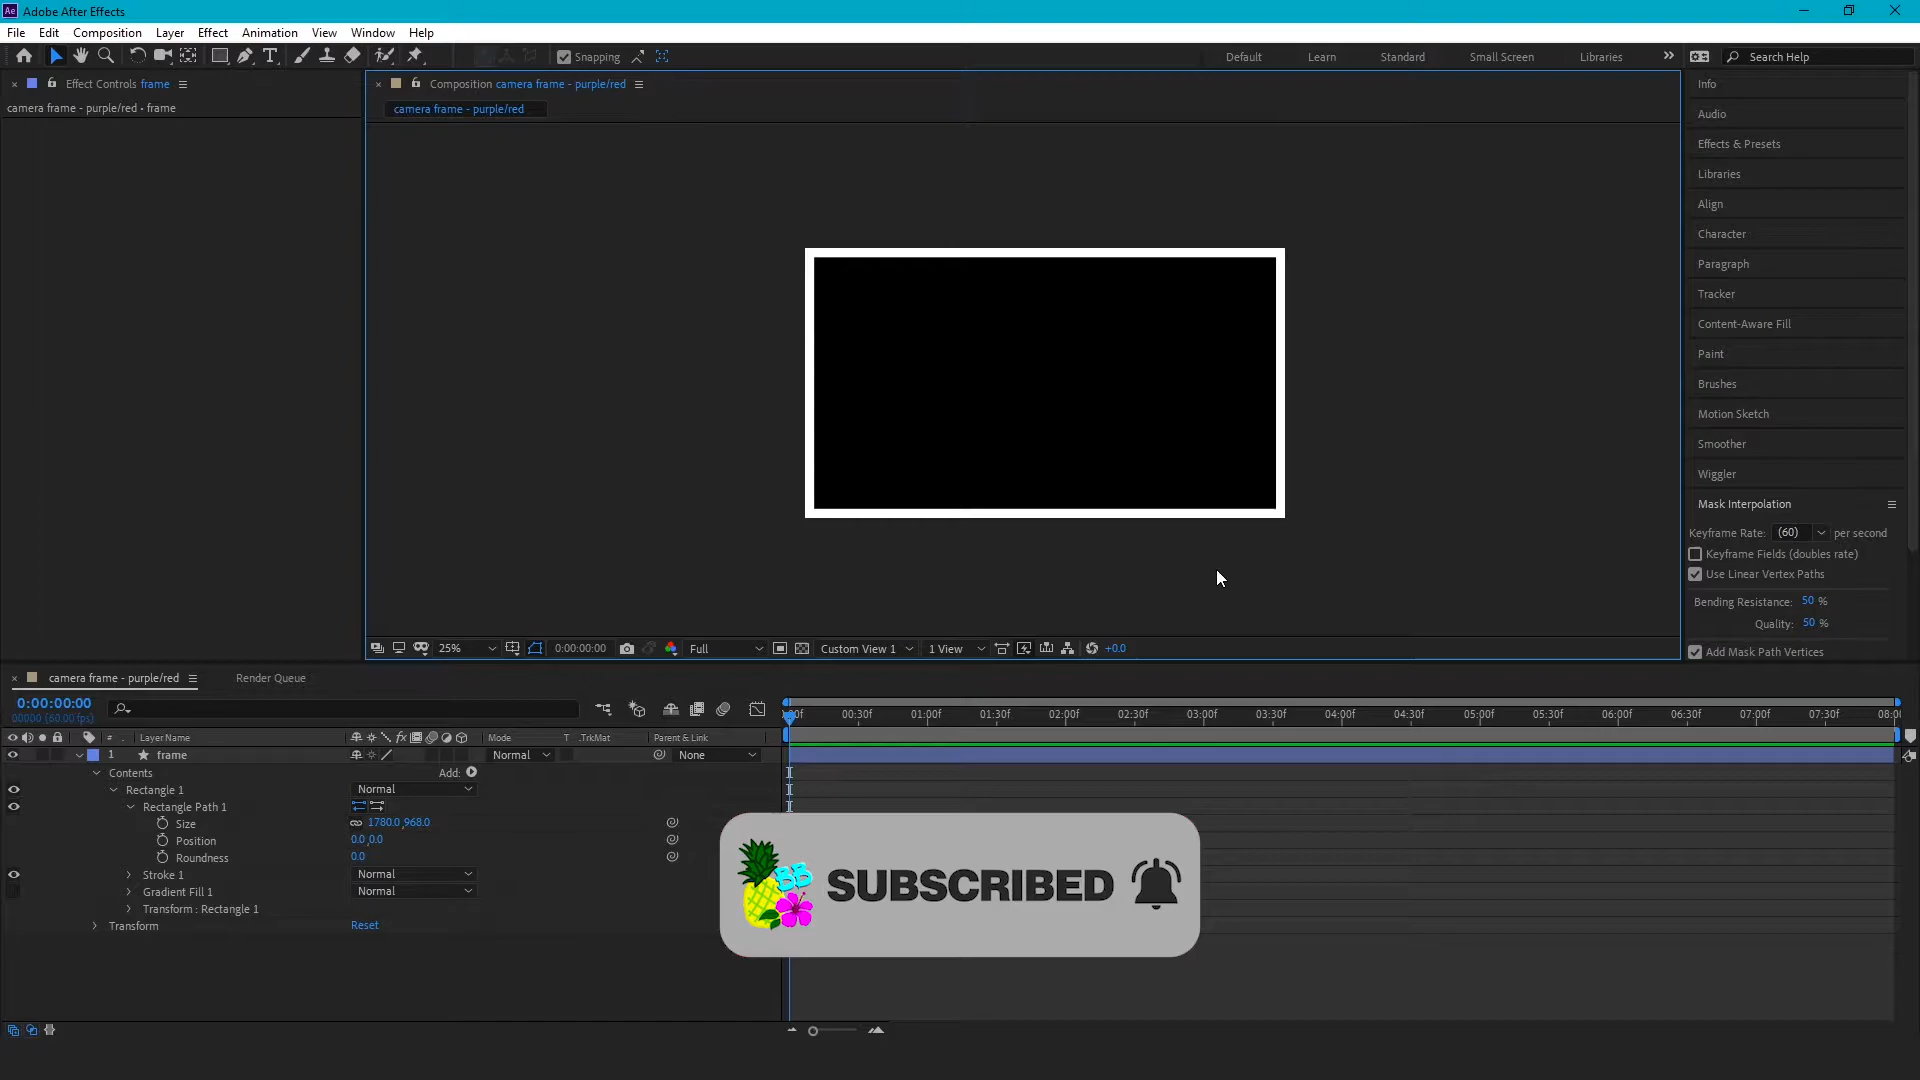 Ae Adobe After Effects
File Edit Composition Layer Effect Animation View Window Help
Snapping Default Learn Standard Small Screen Libraries Search Help
Effect Controls frame
camera frame - purple/red • frame
Composition camera frame - purple/red
camera frame - purple/red
Info
Audio
Effects & Presets
Libraries
Align
Character
Paragraph
Tracker
Content-Aware Fill
Paint
Brushes
Motion Sketch
Smoother
Wiggler
Mask Interpolation
Keyframe Rate: (60) per second
Keyframe Fields (doubles rate)
Use Linear Vertex Paths
Bending Resistance: 50 %
Quality: 50 %
Add Mask Path Vertices
25% 0:00:00:00 Full Custom View 1 1 View +0.0
camera frame - purple/red Render Queue
0:00:00:00
00000 (60.00 fps)
00:30f 01:00f 01:30f 02:00f 02:30f 03:00f 03:30f 04:00f 04:30f 05:00f 05:30f 06:00f 06:30f 07:00f 07:30f
# Layer Name Mode T .TrkMat Parent & Link
1 frame Normal None
Contents Add:
Rectangle 1 Normal
Rectangle Path 1
Size 1780.0,968.0
Position 0.0,0.0
Roundness 0.0
Stroke 1 Normal
Gradient Fill 1 Normal
Transform : Rectangle 1
Transform Reset
BB
SUBSCRIBED